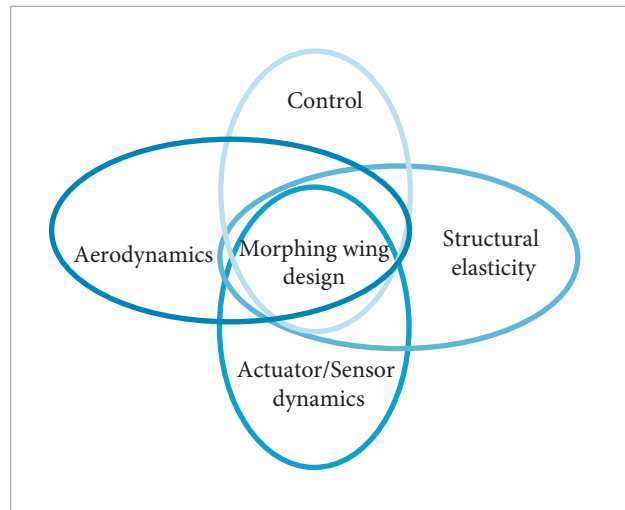 Control
Aerodynamics
Morphing wing
design
Structural
elasticity
Actuator/Sensor
dynamics